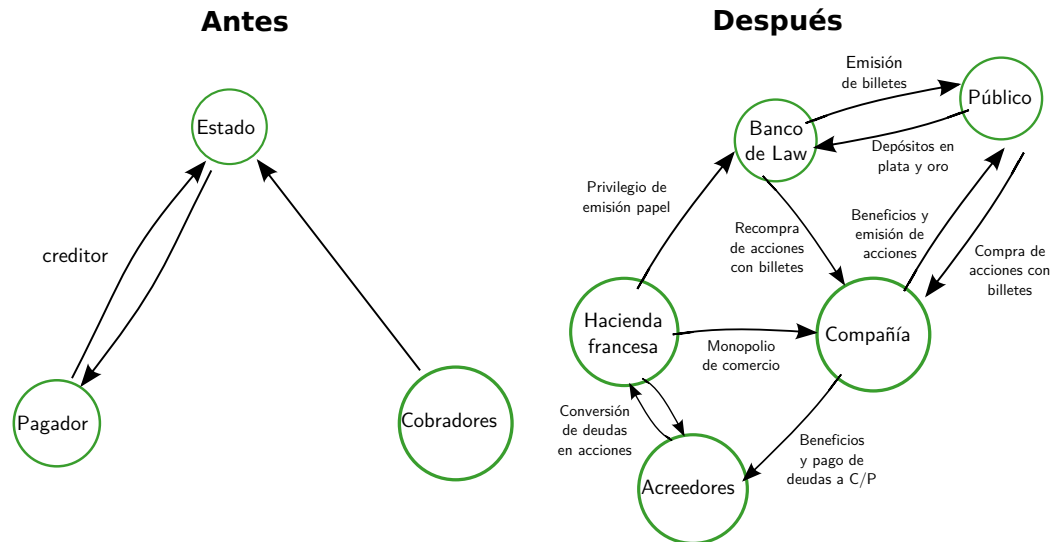 Antes
Estado
creditor
Pagador
Cobradores
Después
Emisión
de billetes
Público
Banco
de Law
Depósitos en
plata y oro
Privilegio de
emisión papel
Recompra
de acciones
con billetes
Beneficios y
emisión de
acciones
Compra de
acciones con
billetes
Hacienda
francesa
Monopolio
de comercio
Compañía
Conversión
de deudas
en acciones
Acreedores
Beneficios
y pago de
deudas a C/P